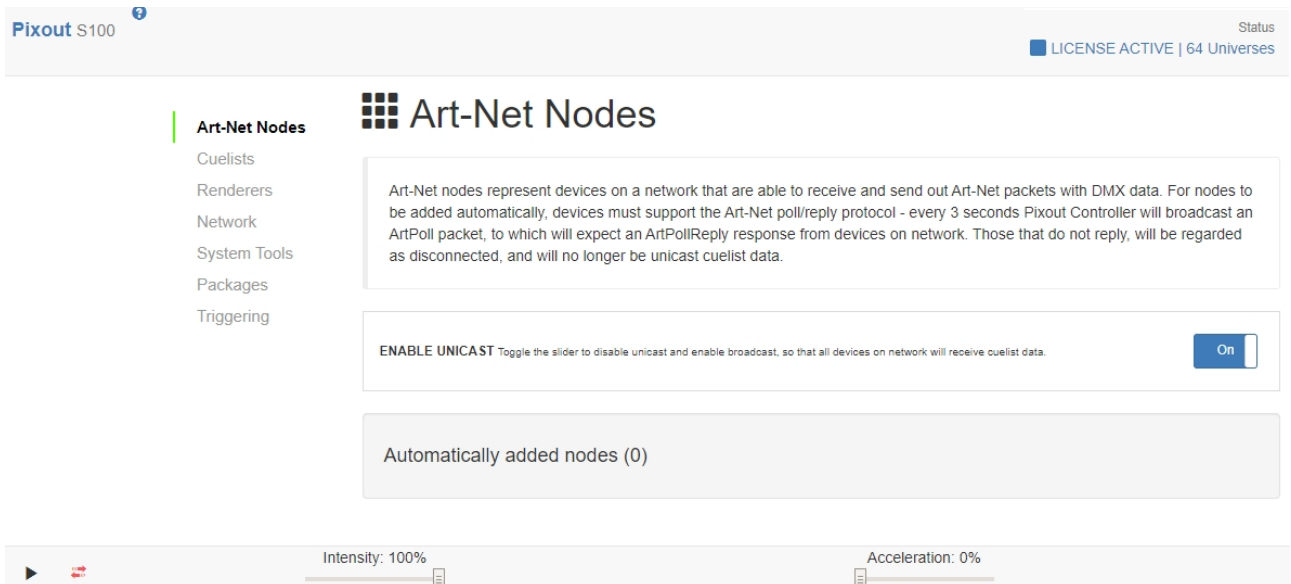 Pixout S100
Status
LICENSE ACTIVE | 64 Universes
Art-Net Nodes
Cuelists
Renderers
Network
System Tools
Packages
Triggering
Art-Net Nodes
Art-Net nodes represent devices on a network that are able to receive and send out Art-Net packets with DMX data. For nodes to
be added automatically, devices must support the Art-Net poll/reply protocol - every 3 seconds Pixout Controller will broadcast an
ArtPoll packet, to which will expect an ArtPollReply response from devices on network. Those that do not reply, will be regarded
as disconnected, and will no longer be unicast cuelist data.
ENABLE UNICAST Toggle the slider to disable unicast and enable broadcast, so that all devices on network will receive cuelist data.
On
Automatically added nodes (0)
Intensity: 100%
Acceleration: 0%